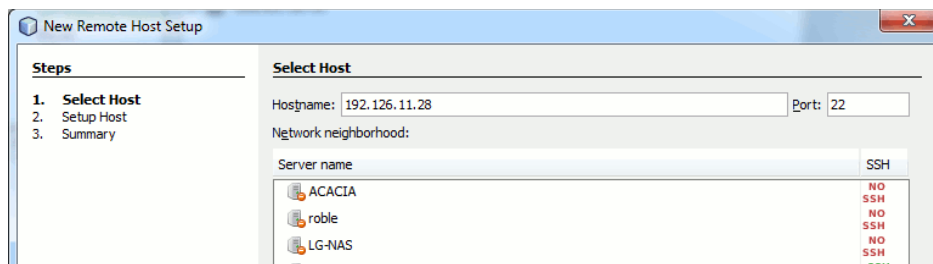 New Remote Host Setup
Steps
1. Select Host
2. Setup Host
3. Summary
Select Host
Hostname: 192.126.11.28 Port: 22
Network neighborhood:
Server name SSH
ACACIA NO SSH
roble NO SSH
LG-NAS NO SSH